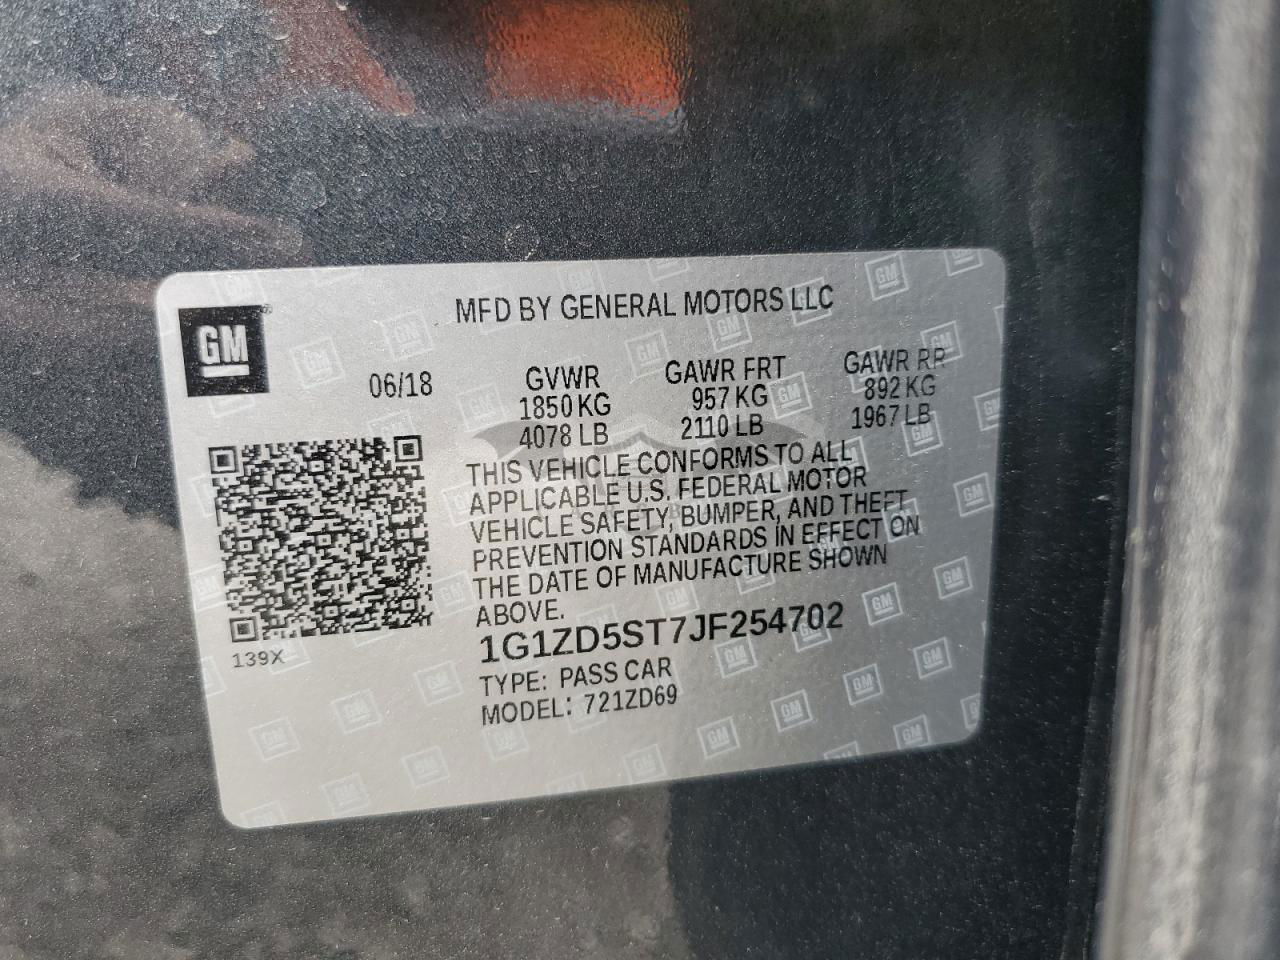 GM
MFD BY GENERAL MOTORS LLC
06/18
GVWR GAWR FRT GAWR RR
1850 KG 957 KG 892 KG
4078 LB 2110 LB 1967 LB
THIS VEHICLE CONFORMS TO ALL
APPLICABLE U.S. FEDERAL MOTOR
VEHICLE SAFETY, BUMPER, AND THEFT
PREVENTION STANDARDS IN EFFECT ON
THE DATE OF MANUFACTURE SHOWN
ABOVE.
1G1ZD5ST7JF254702
TYPE: PASS CAR
MODEL: 721ZD69
139X